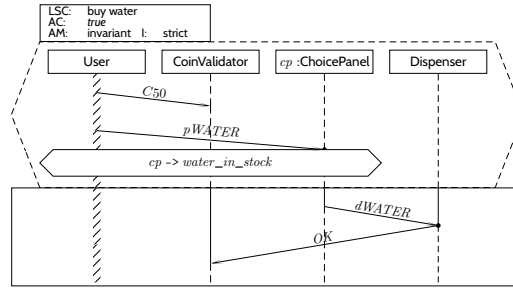 LSC: buy water
AC: true
AM: invariant I: strict
User CoinValidator cp :ChoicePanel Dispenser
C50
pWATER
cp -> water_in_stock
dWATER
OK